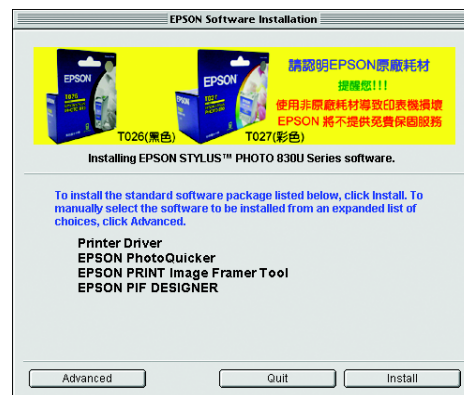 EPSON Software Installation
EPSON
T026
EPSON
T027
請認明EPSON原廠耗材
提醒您!!!
使用非原廠耗材導致印表機損壞
EPSON 將不提供免費保固服務
T026(黑色)
T027(彩色)
Installing EPSON STYLUS™ PHOTO 830U Series software.
To install the standard software package listed below, click Install. To
manually select the software to be installed from an expanded list of
choices, click Advanced.
Printer Driver
EPSON PhotoQuicker
EPSON PRINT Image Framer Tool
EPSON PIF DESIGNER
Advanced
Quit
Install